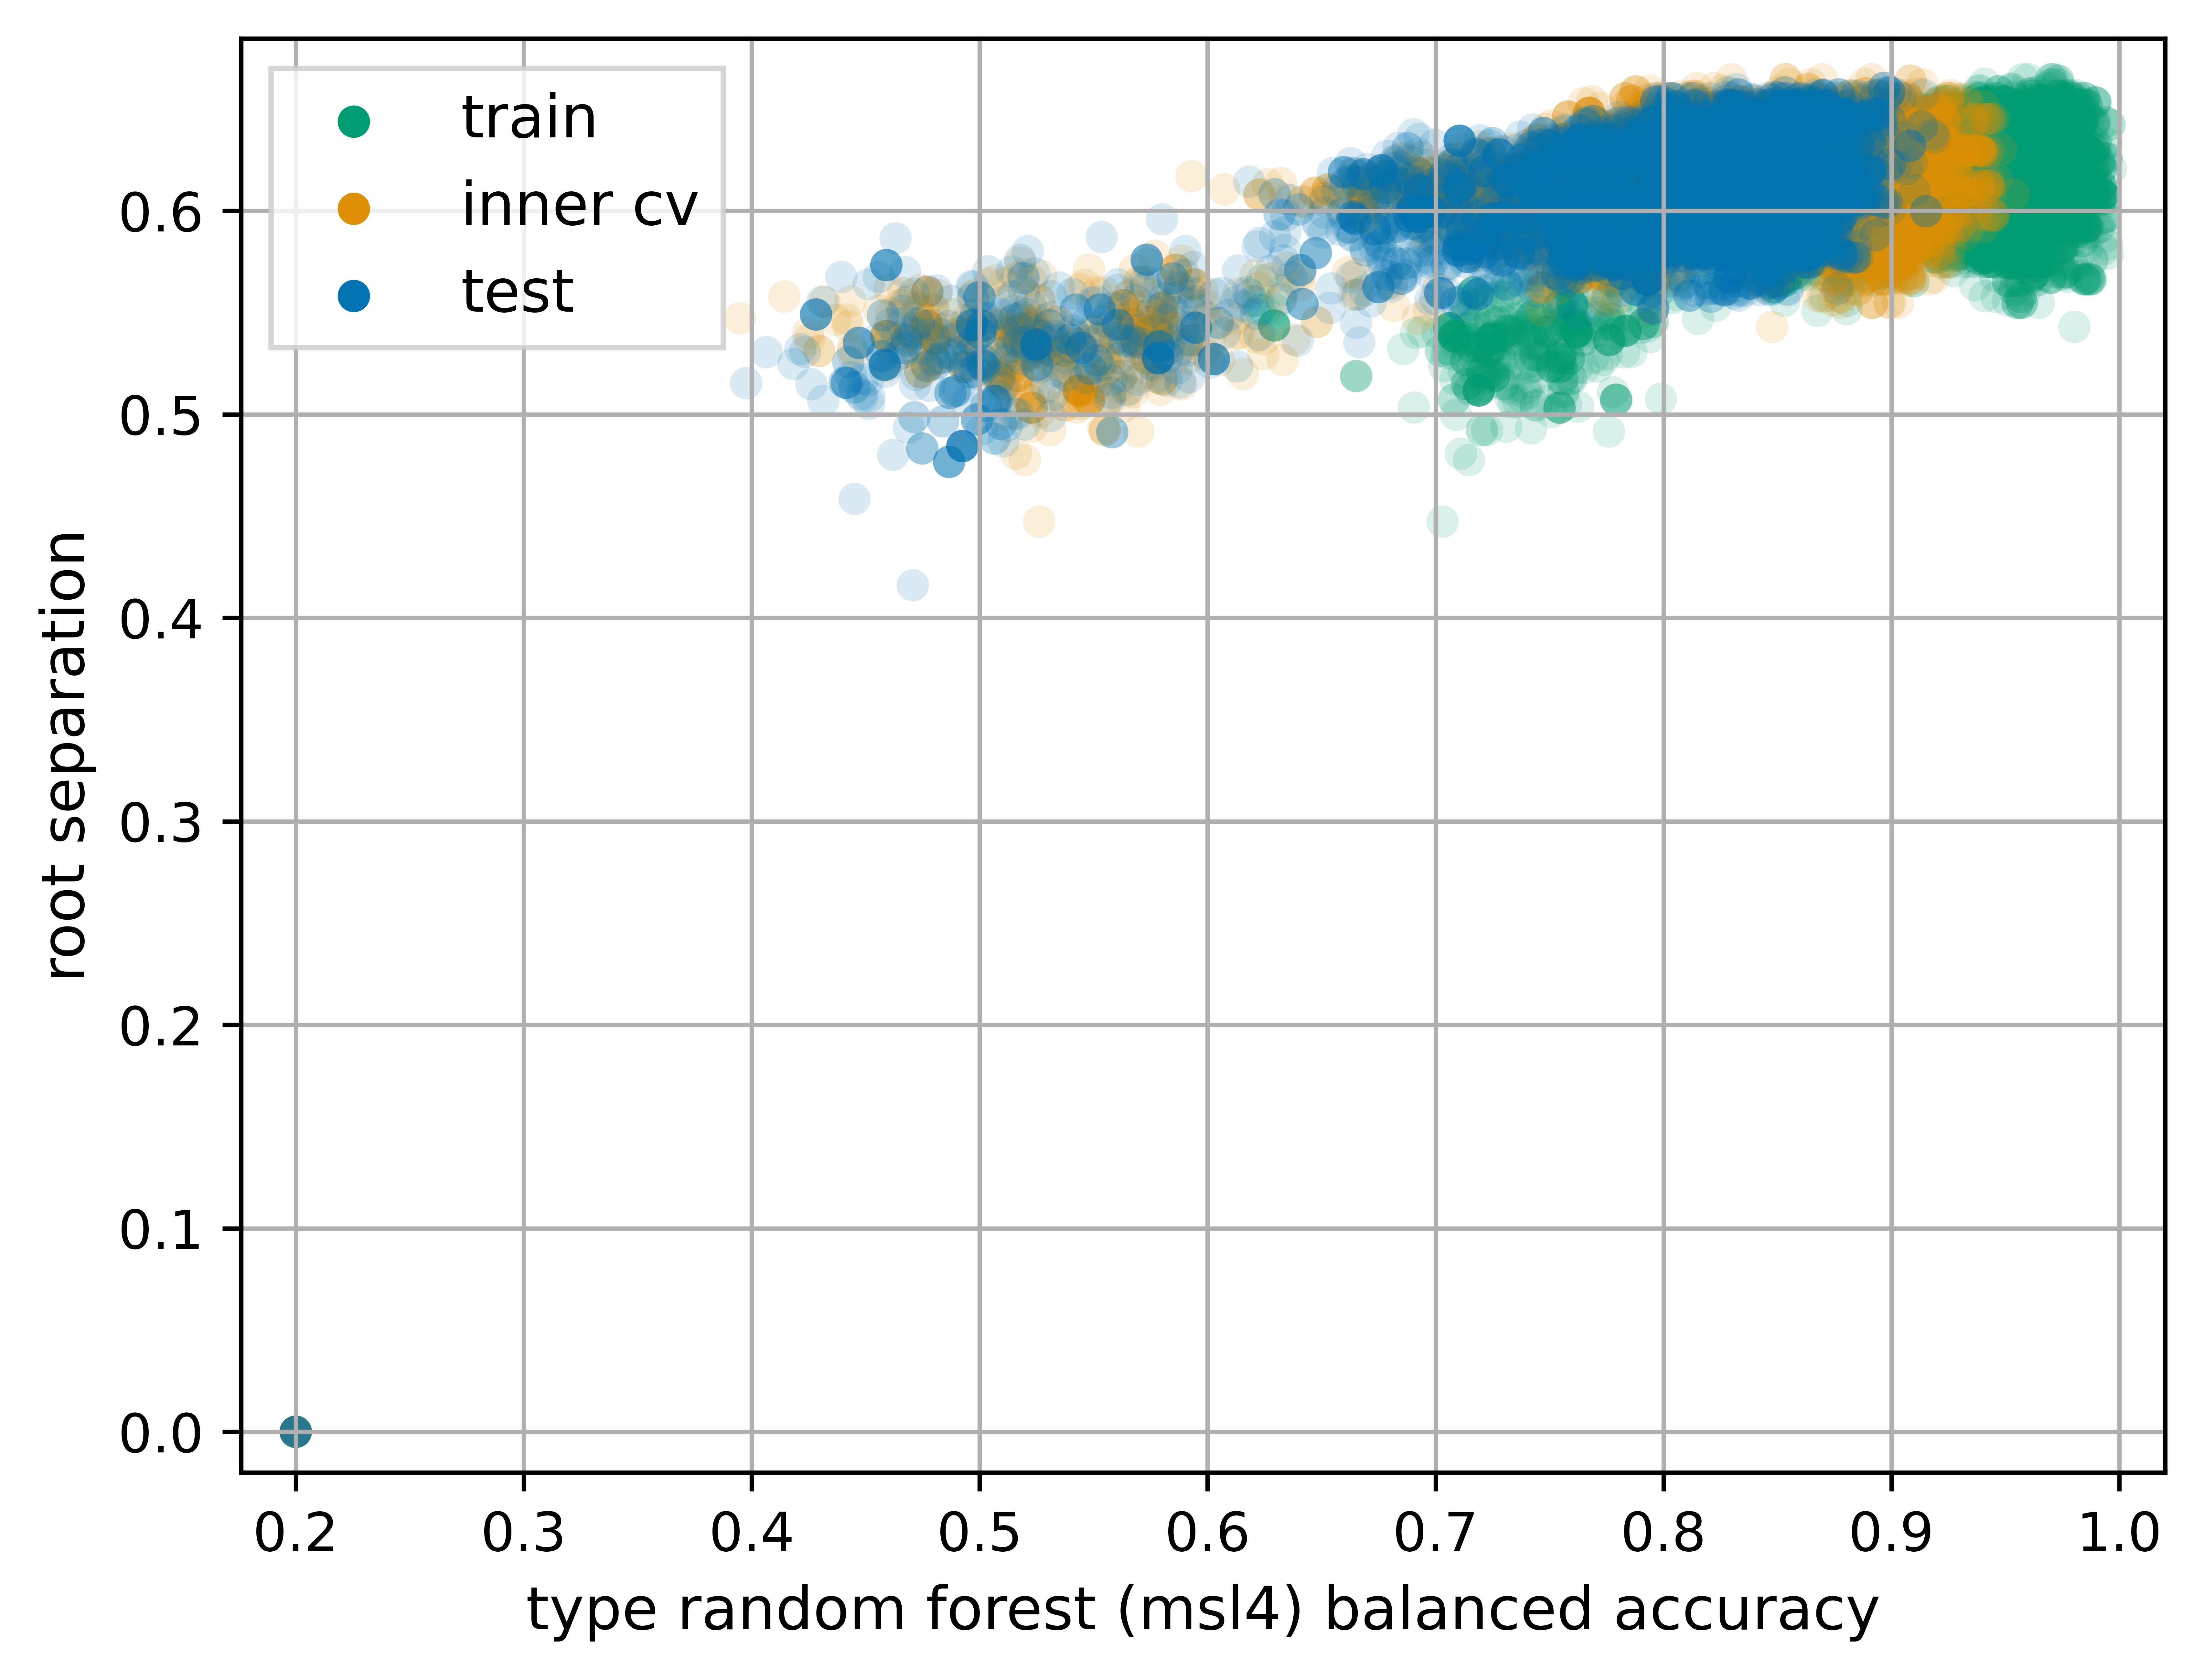 train
inner cv
test
root separation
0.6
0.5
0.4
0.3
0.2
0.1
0.0
0.2 0.3 0.4 0.5 0.6 0.7 0.8 0.9 1.0
type random forest (msl4) balanced accuracy